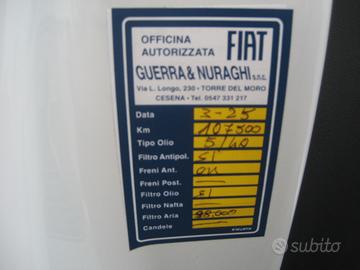 OFFICINA
AUTORIZZATA
FIAT
GUERRA & NURAGHI s.n.c.
Via L. Longo, 230 - TORRE DEL MORO
CESENA - Tel. 0547 331 217
Data 3-25
Km 107500
Tipo Olio 5/40
Filtro Antipol. SI
Freni Ant. OK
Freni Post. —
Filtro Olio SI
Filtro Nafta —
Filtro Aria 98.000
Candele —
subito